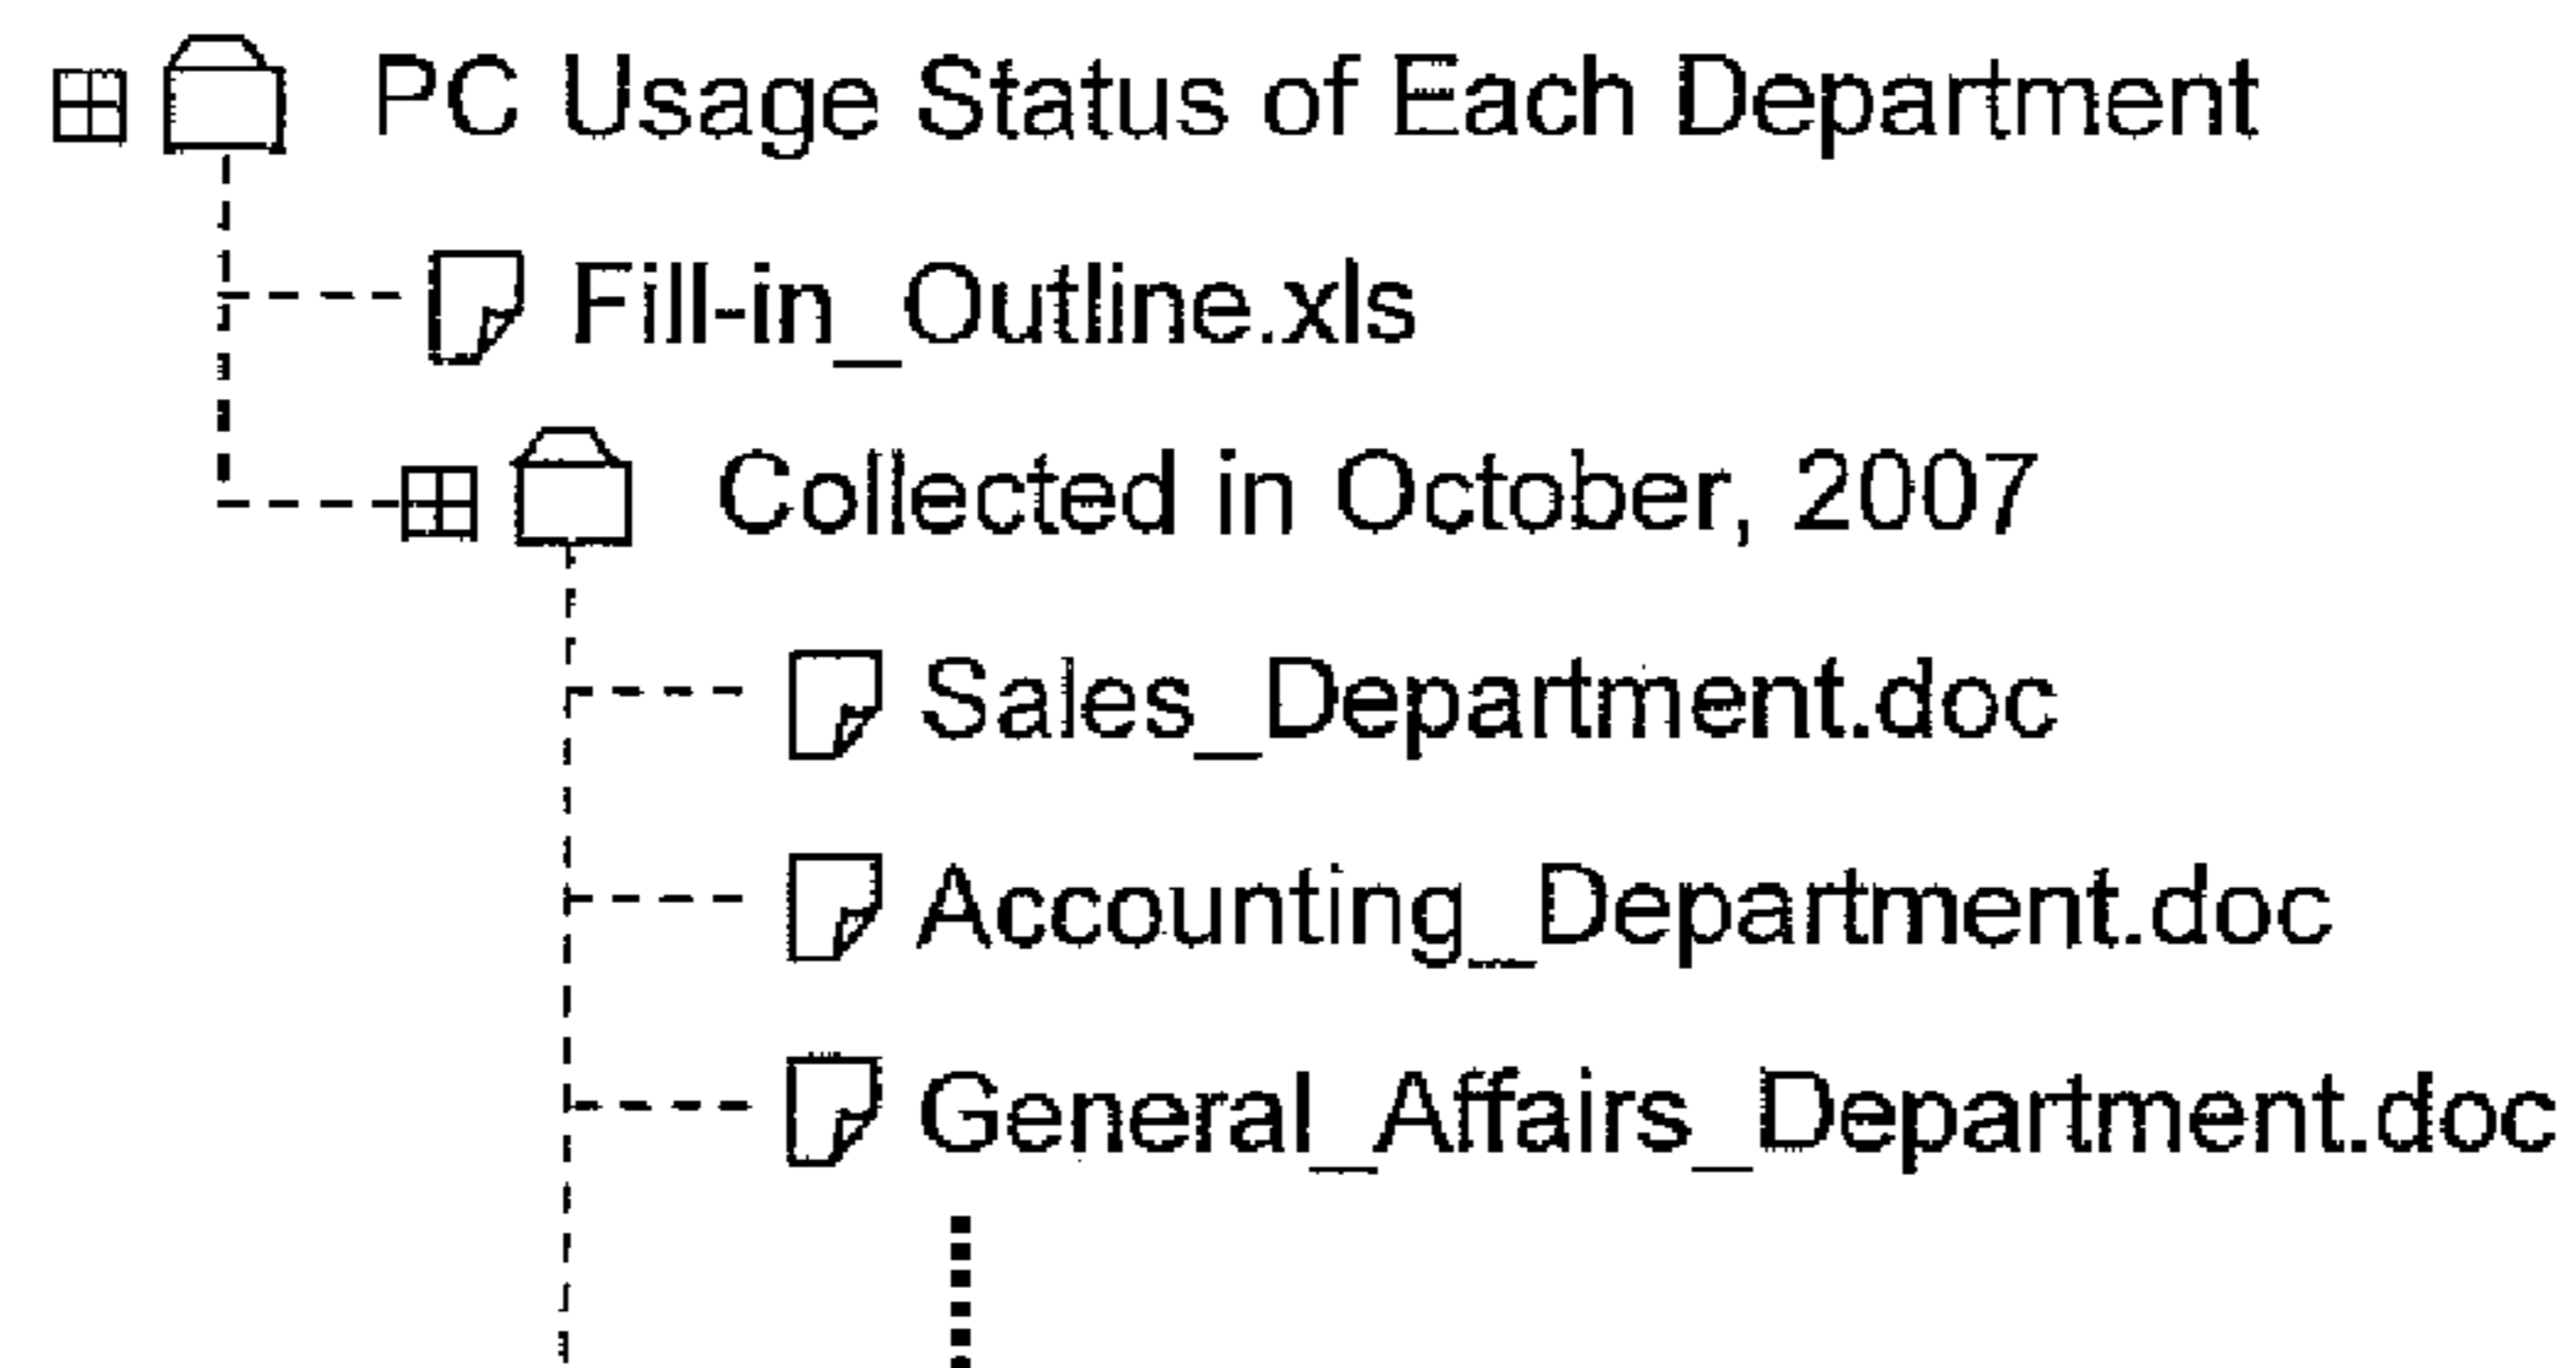 PC Usage Status of Each Department
Fill-in_Outline.xls
Collected in October, 2007
Sales_Department.doc
Accounting_Department.doc
General_Affairs_Department.doc